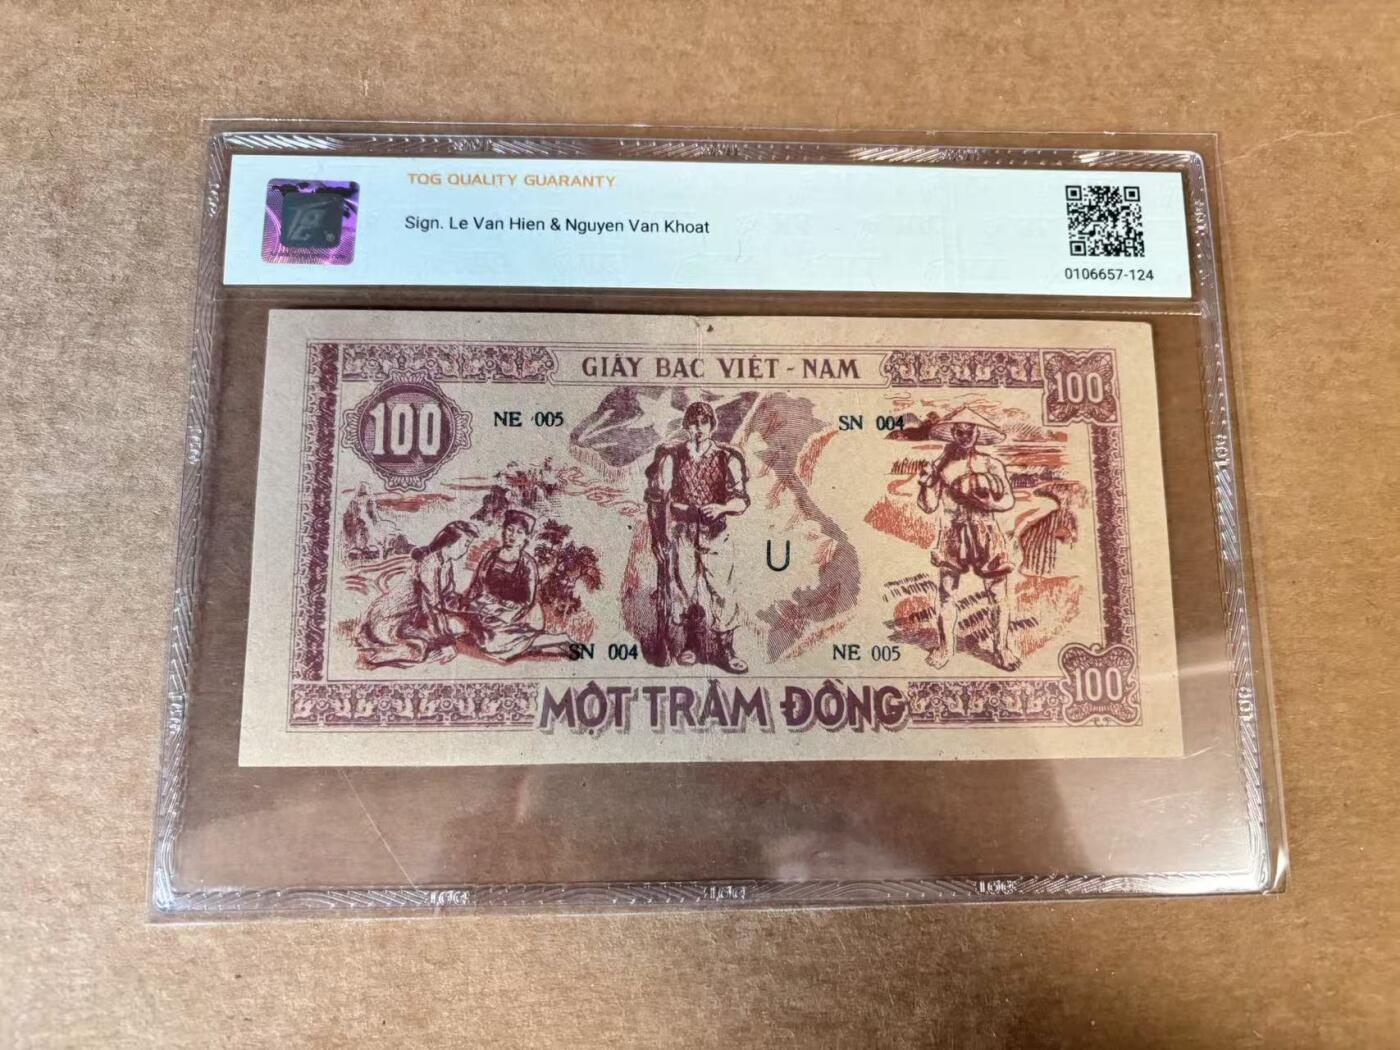 TQG QUALITY GUARANTY
Sign. Le Van Hien & Nguyen Van Khoat
0106657-124
GIẤY BẠC VIỆT - NAM
100
100
NE 005
SN 004
U
SN 004
NE 005
100
MỘT TRĂM ĐỒNG